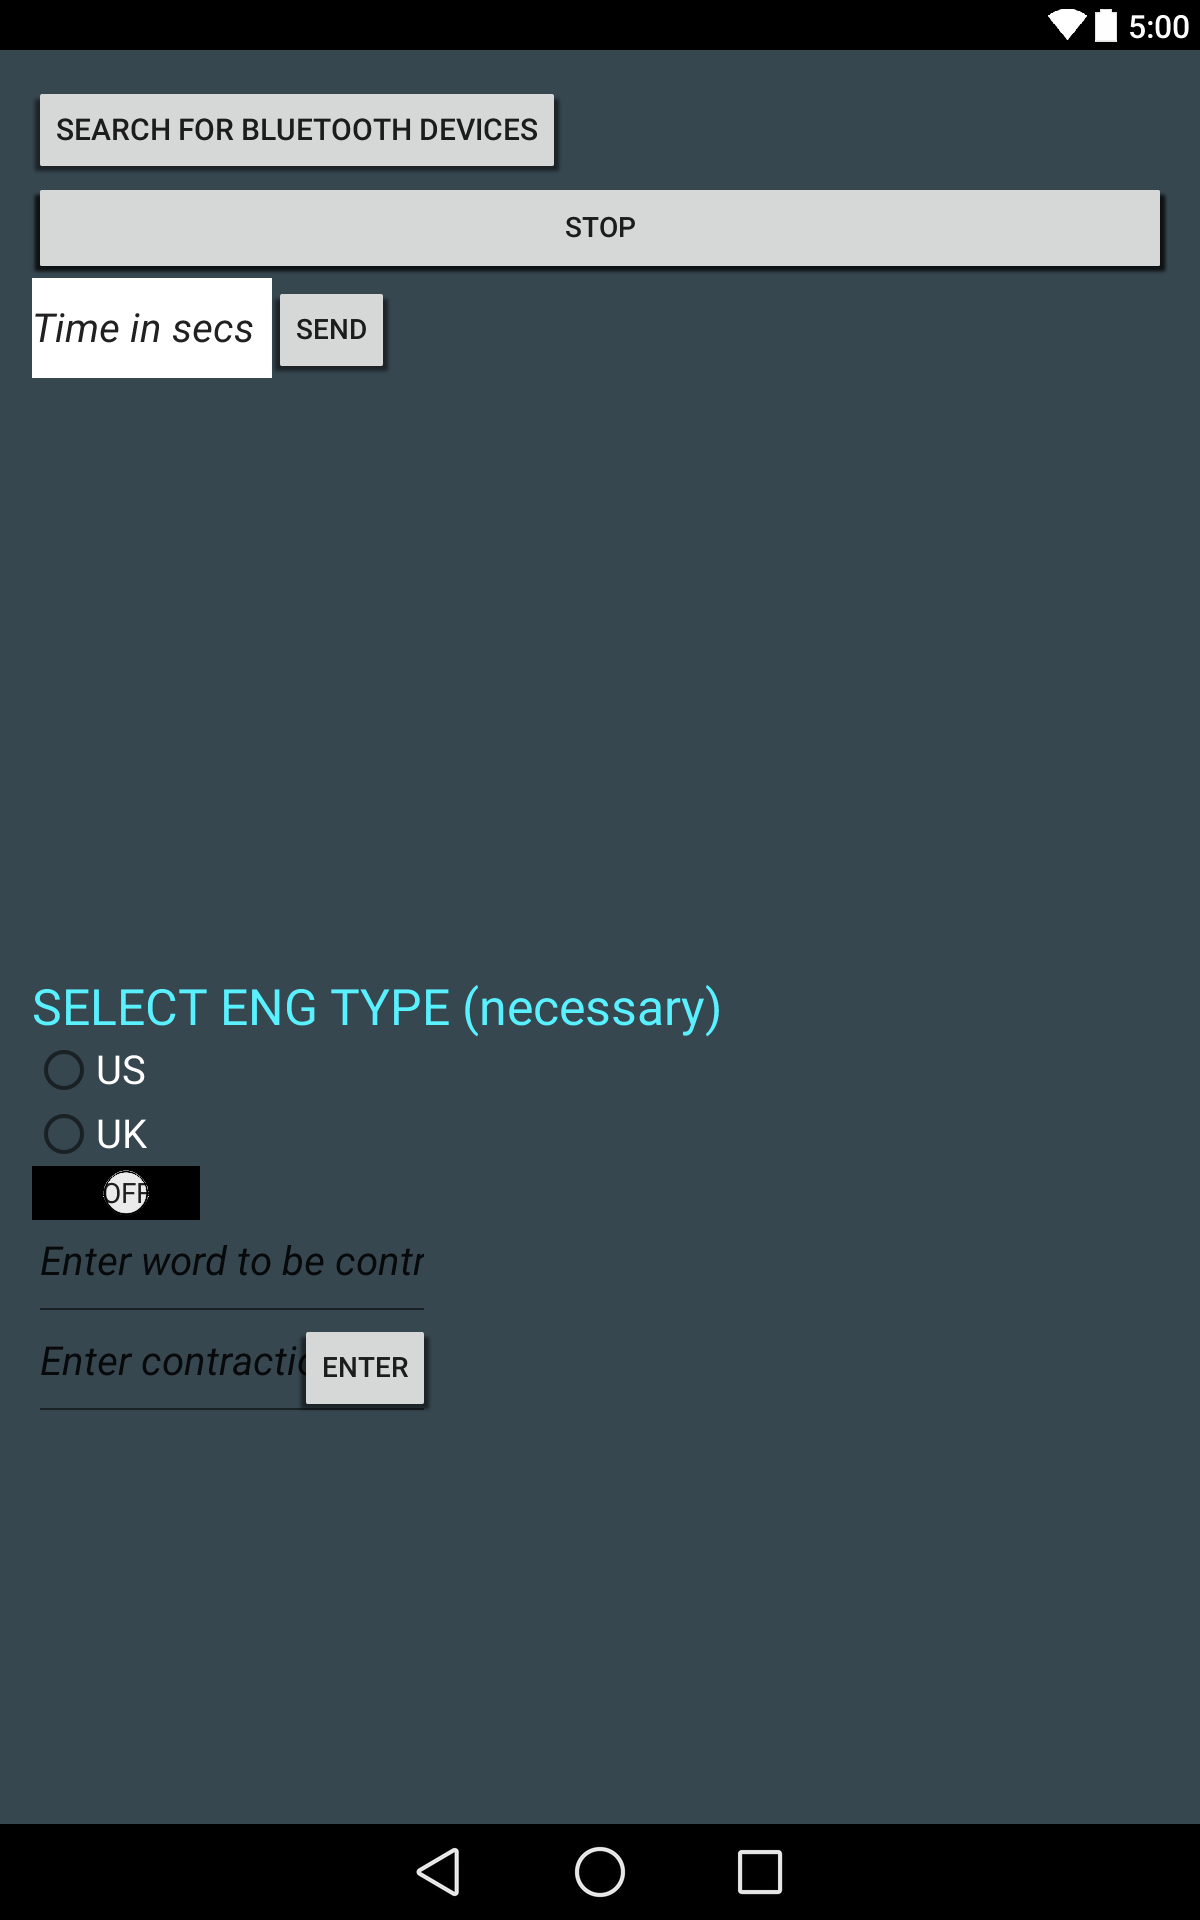 5:00
SEARCH FOR BLUETOOTH DEVICES
STOP
Time in secs
SEND
SELECT ENG TYPE (necessary)
US
UK
OFF
Enter word to be contr
Enter contractio
ENTER